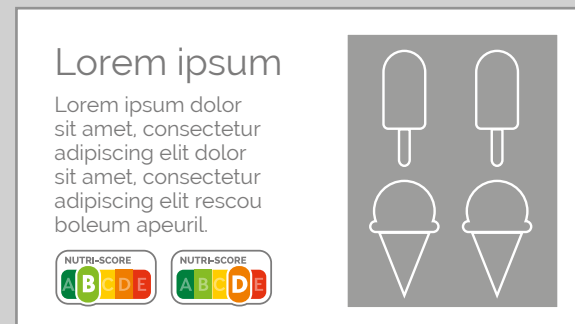 Lorem ipsum
Lorem ipsum dolor
sit amet, consectetur
adipiscing elit dolor
sit amet, consectetur
adipiscing elit rescou
boleum apeuril.
NUTRI-SCORE NUTRI-SCORE
A B C D E A B C D E